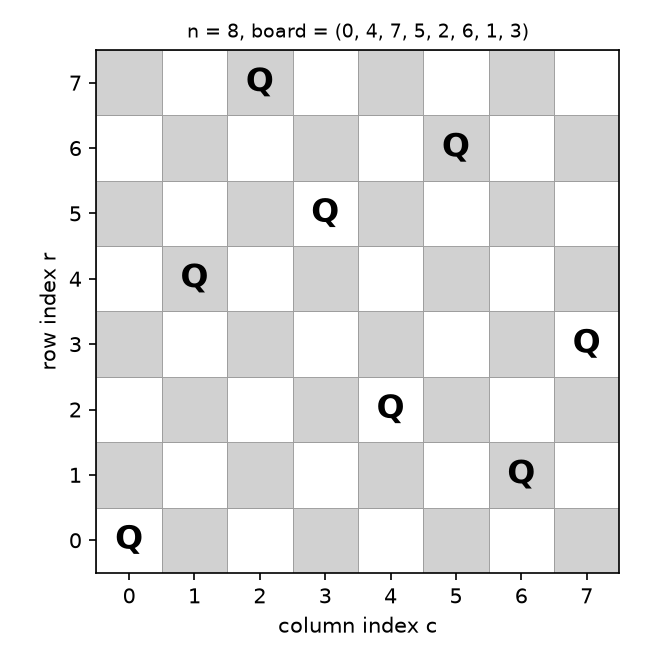 n = 8, board = (0, 4, 7, 5, 2, 6, 1, 3)
7 Q
6 Q
5 Q
4 Q
3 Q
2 Q
1 Q
0 Q
0 1 2 3 4 5 6 7
column index c
row index r